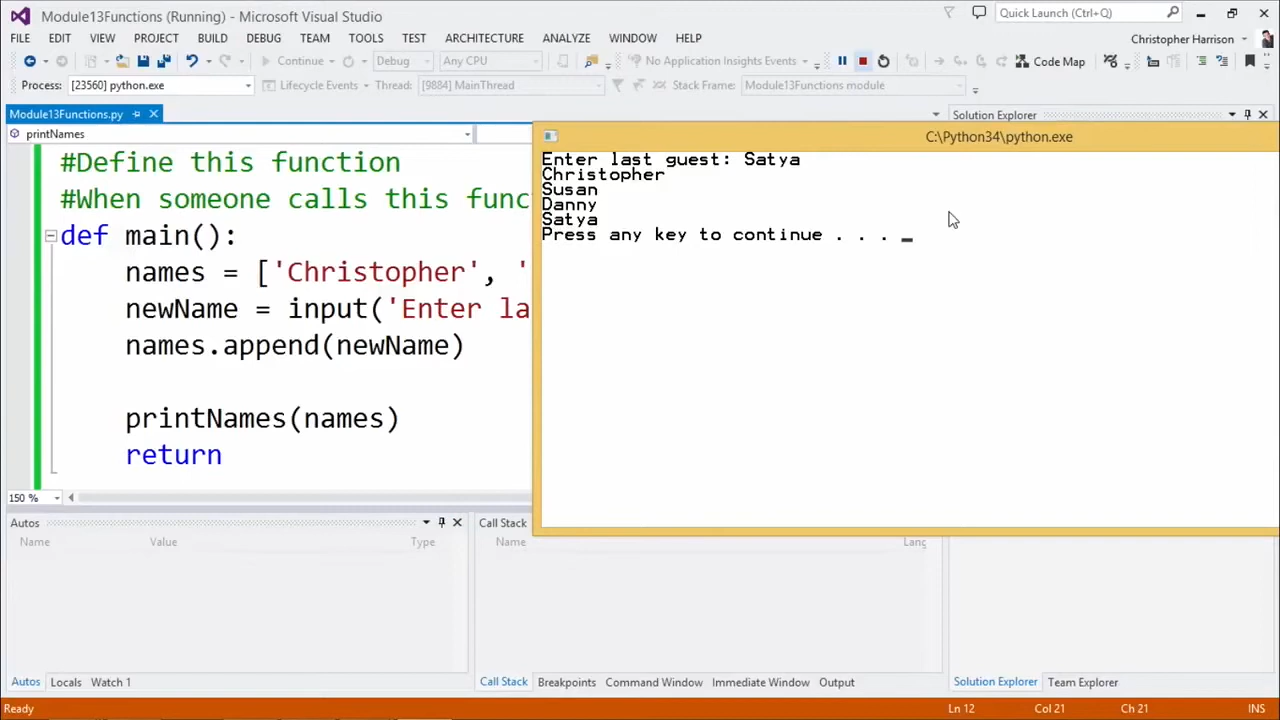 Module13Functions (Running) - Microsoft Visual Studio
Quick Launch (Ctrl+Q)
FILE EDIT VIEW PROJECT BUILD DEBUG TEAM TOOLS TEST ARCHITECTURE ANALYZE WINDOW HELP
Christopher Harrison
Continue Debug Any CPU No Application Insights Events Code Map
Process: [23560] python.exe Lifecycle Events Thread: [9884] MainThread Stack Frame: Module13Functions module
Module13Functions.py
Solution Explorer
printNames
C:\Python34\python.exe
#Define this function
#When someone calls this func
def main():
names = ['Christopher', '
newName = input('Enter la
names.append(newName)
printNames(names)
return
Enter last guest: Satya
Christopher
Susan
Danny
Satya
Press any key to continue . . . _
150 %
Autos
Name Value Type
Call Stack
Name Lang
Autos Locals Watch 1
Call Stack Breakpoints Command Window Immediate Window Output
Solution Explorer Team Explorer
Ready Ln 12 Col 21 Ch 21 INS